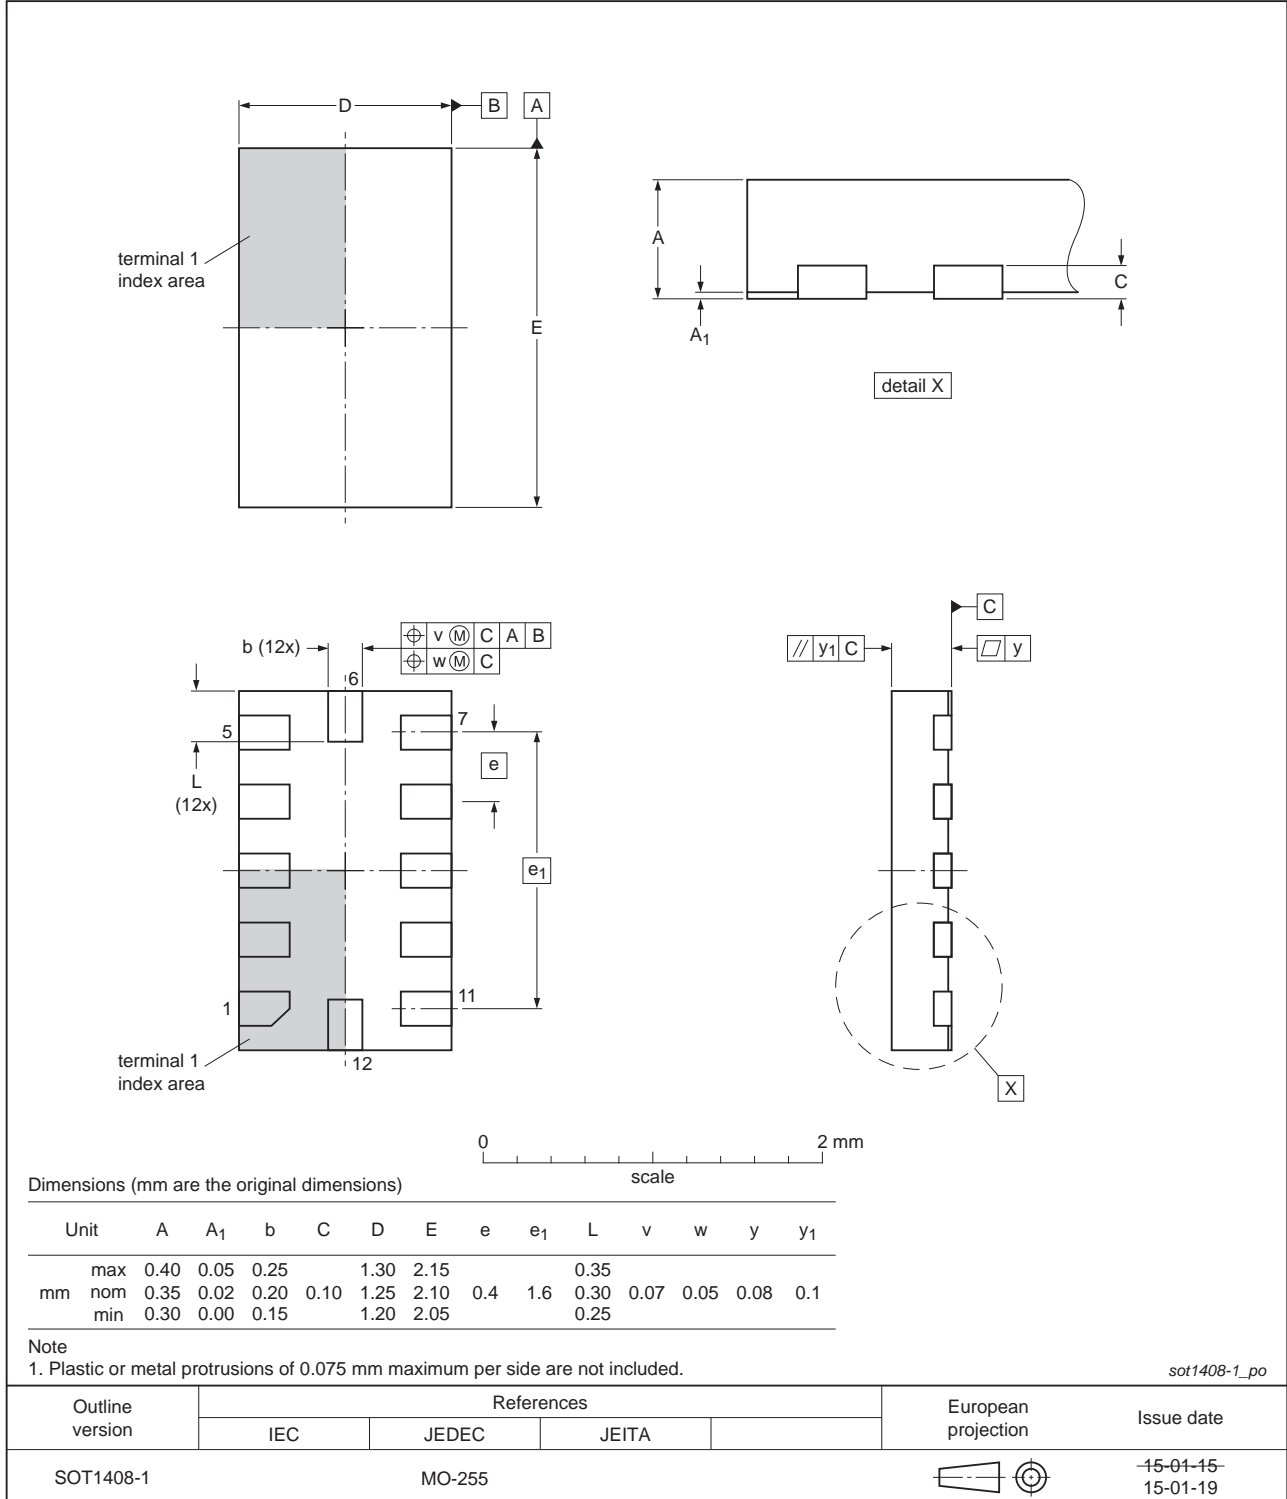 D
B
A
terminal 1
index area
E
A
A1
C
detail X
b (12x)
v M C A B
w M C
6
5
7
L
(12x)
e
e1
1
11
terminal 1
index area
12
C
// y1 C
y
X
0
2 mm
scale
Dimensions (mm are the original dimensions)
Unit A A1 b C D E e e1 L v w y y1
max 0.40 0.05 0.25 1.30 2.15 0.35
mm nom 0.35 0.02 0.20 0.10 1.25 2.10 0.4 1.6 0.30 0.07 0.05 0.08 0.1
min 0.30 0.00 0.15 1.20 2.05 0.25
Note
1. Plastic or metal protrusions of 0.075 mm maximum per side are not included.
sot1408-1_po
Outline
version
References
IEC
JEDEC
JEITA
European
projection
Issue date
SOT1408-1
MO-255
15-01-15
15-01-19